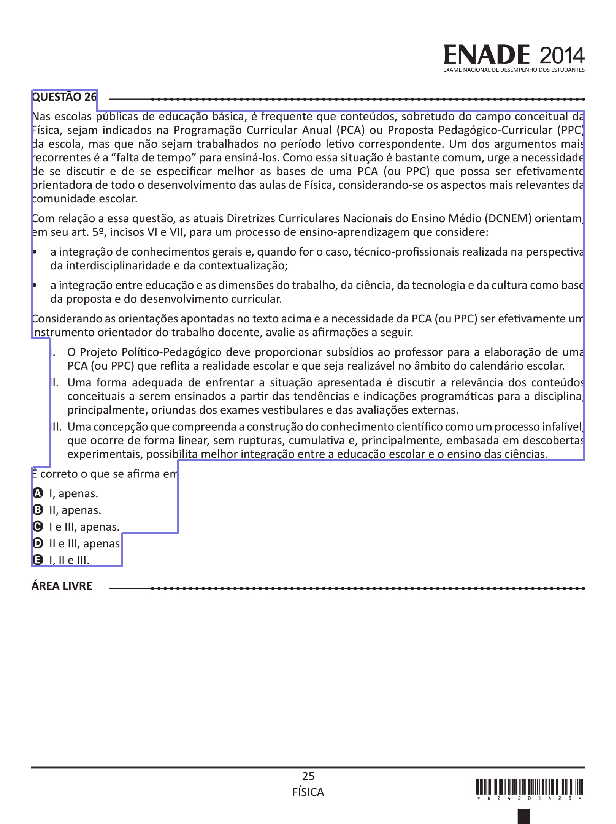 ENADE 2014
EXAME NACIONAL DE DESEMPENHO DOS ESTUDANTES
QUESTÃO 26
Nas escolas públicas de educação básica, é frequente que conteúdos, sobretudo do campo conceitual da
Física, sejam indicados na Programação Curricular Anual (PCA) ou Proposta Pedagógico-Curricular (PPC)
da escola, mas que não sejam trabalhados no período letivo correspondente. Um dos argumentos mais
recorrentes é a “falta de tempo” para ensiná-los. Como essa situação é bastante comum, urge a necessidade
de se discutir e de se especificar melhor as bases de uma PCA (ou PPC) que possa ser efetivamente
orientadora de todo o desenvolvimento das aulas de Física, considerando-se os aspectos mais relevantes da
comunidade escolar.
Com relação a essa questão, as atuais Diretrizes Curriculares Nacionais do Ensino Médio (DCNEM) orientam,
em seu art. 5º, incisos VI e VII, para um processo de ensino-aprendizagem que considere:
• a integração de conhecimentos gerais e, quando for o caso, técnico-profissionais realizada na perspectiva
da interdisciplinaridade e da contextualização;
• a integração entre educação e as dimensões do trabalho, da ciência, da tecnologia e da cultura como base
da proposta e do desenvolvimento curricular.
Considerando as orientações apontadas no texto acima e a necessidade da PCA (ou PPC) ser efetivamente um
instrumento orientador do trabalho docente, avalie as afirmações a seguir.
I. O Projeto Político-Pedagógico deve proporcionar subsídios ao professor para a elaboração de uma
PCA (ou PPC) que reflita a realidade escolar e que seja realizável no âmbito do calendário escolar.
II. Uma forma adequada de enfrentar a situação apresentada é discutir a relevância dos conteúdos
conceituais a serem ensinados a partir das tendências e indicações programáticas para a disciplina,
principalmente, oriundas dos exames vestibulares e das avaliações externas.
III. Uma concepção que compreenda a construção do conhecimento científico como um processo infalível,
que ocorre de forma linear, sem rupturas, cumulativa e, principalmente, embasada em descobertas
experimentais, possibilita melhor integração entre a educação escolar e o ensino das ciências.
É correto o que se afirma em
A I, apenas.
B II, apenas.
C I e III, apenas.
D II e III, apenas
E I, II e III.
ÁREA LIVRE
25
FÍSICA